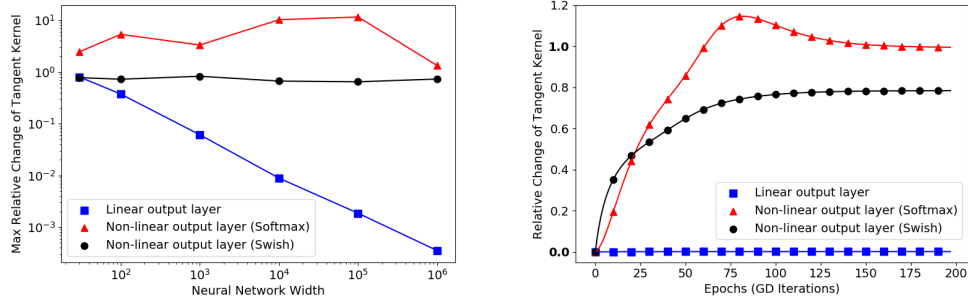 Max Relative Change of Tangent Kernel
10¹
10⁰
10⁻¹
10⁻²
10⁻³
Linear output layer
Non-linear output layer (Softmax)
Non-linear output layer (Swish)
10² 10³ 10⁴ 10⁵ 10⁶
Neural Network Width
Relative Change of Tangent Kernel
1.2
1.0
0.8
0.6
0.4
0.2
0.0
Linear output layer
Non-linear output layer (Softmax)
Non-linear output layer (Swish)
0 25 50 75 100 125 150 175 200
Epochs (GD Iterations)